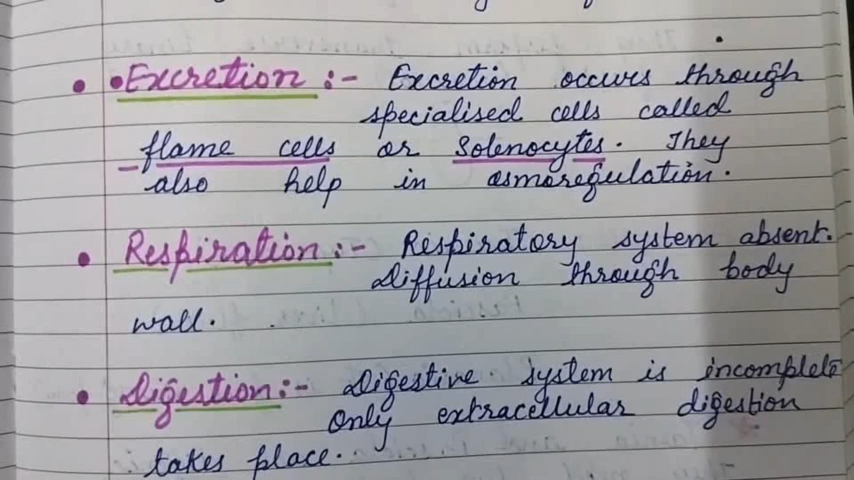 Excretion :- Excretion occurs through
specialised cells called
flame cells or Solenocytes. They
also help in osmoregulation.
Respiration :- Respiratory system absent.
Diffusion through body
wall.
Digestion :- Digestive system is incomplete
Only extracellular digestion
takes place.